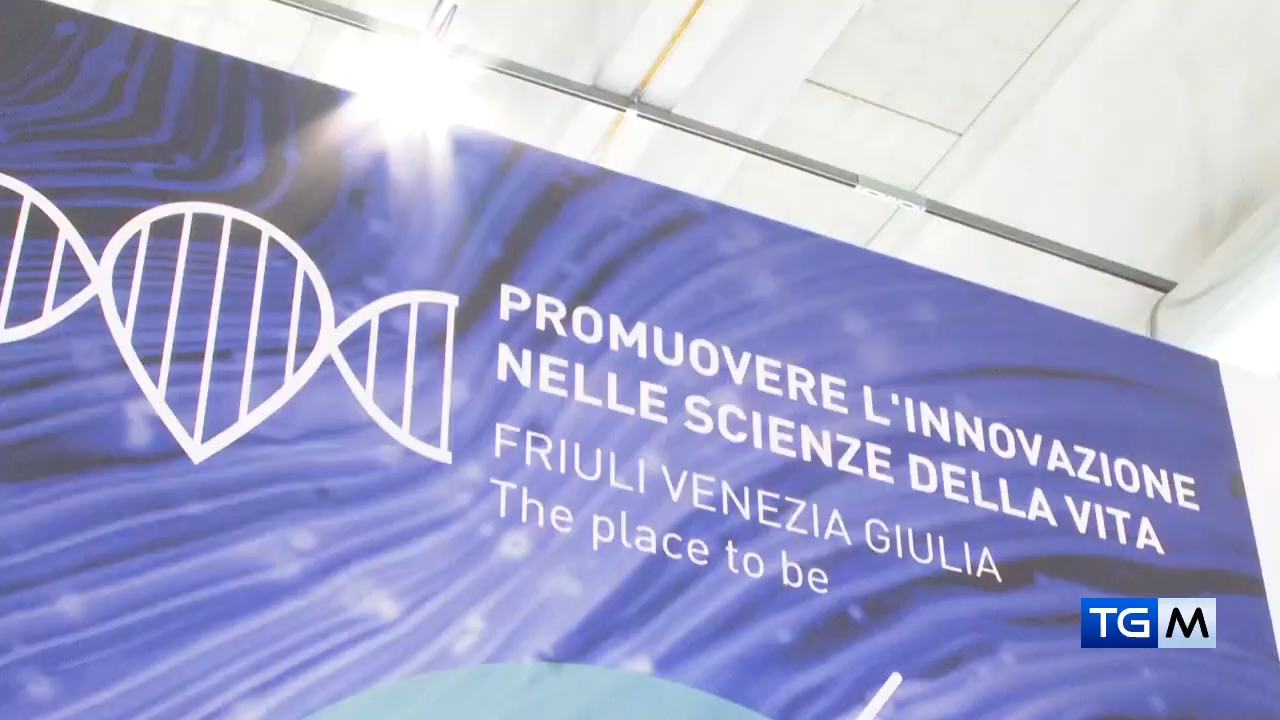 PROMUOVERE L'INNOVAZIONE
NELLE SCIENZE DELLA VITA
FRIULI VENEZIA GIULIA
The place to be
TGM